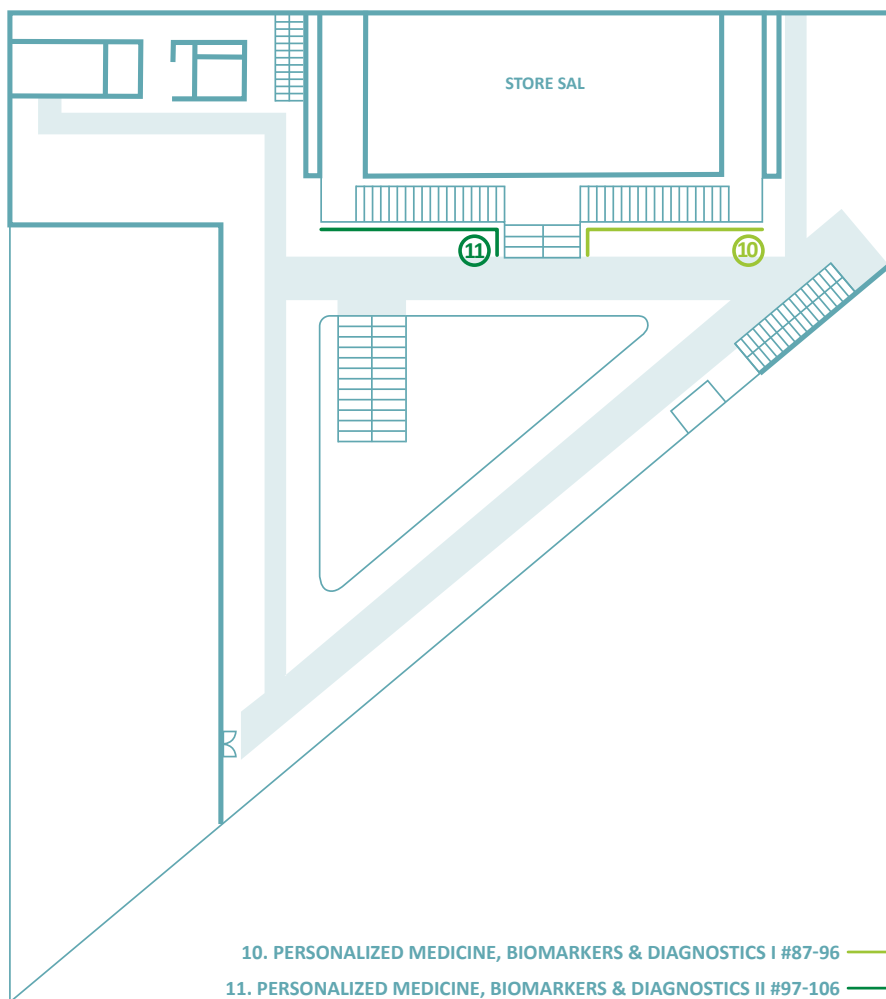 STORE SAL
11
10
10. PERSONALIZED MEDICINE, BIOMARKERS & DIAGNOSTICS I #87-96
11. PERSONALIZED MEDICINE, BIOMARKERS & DIAGNOSTICS II #97-106